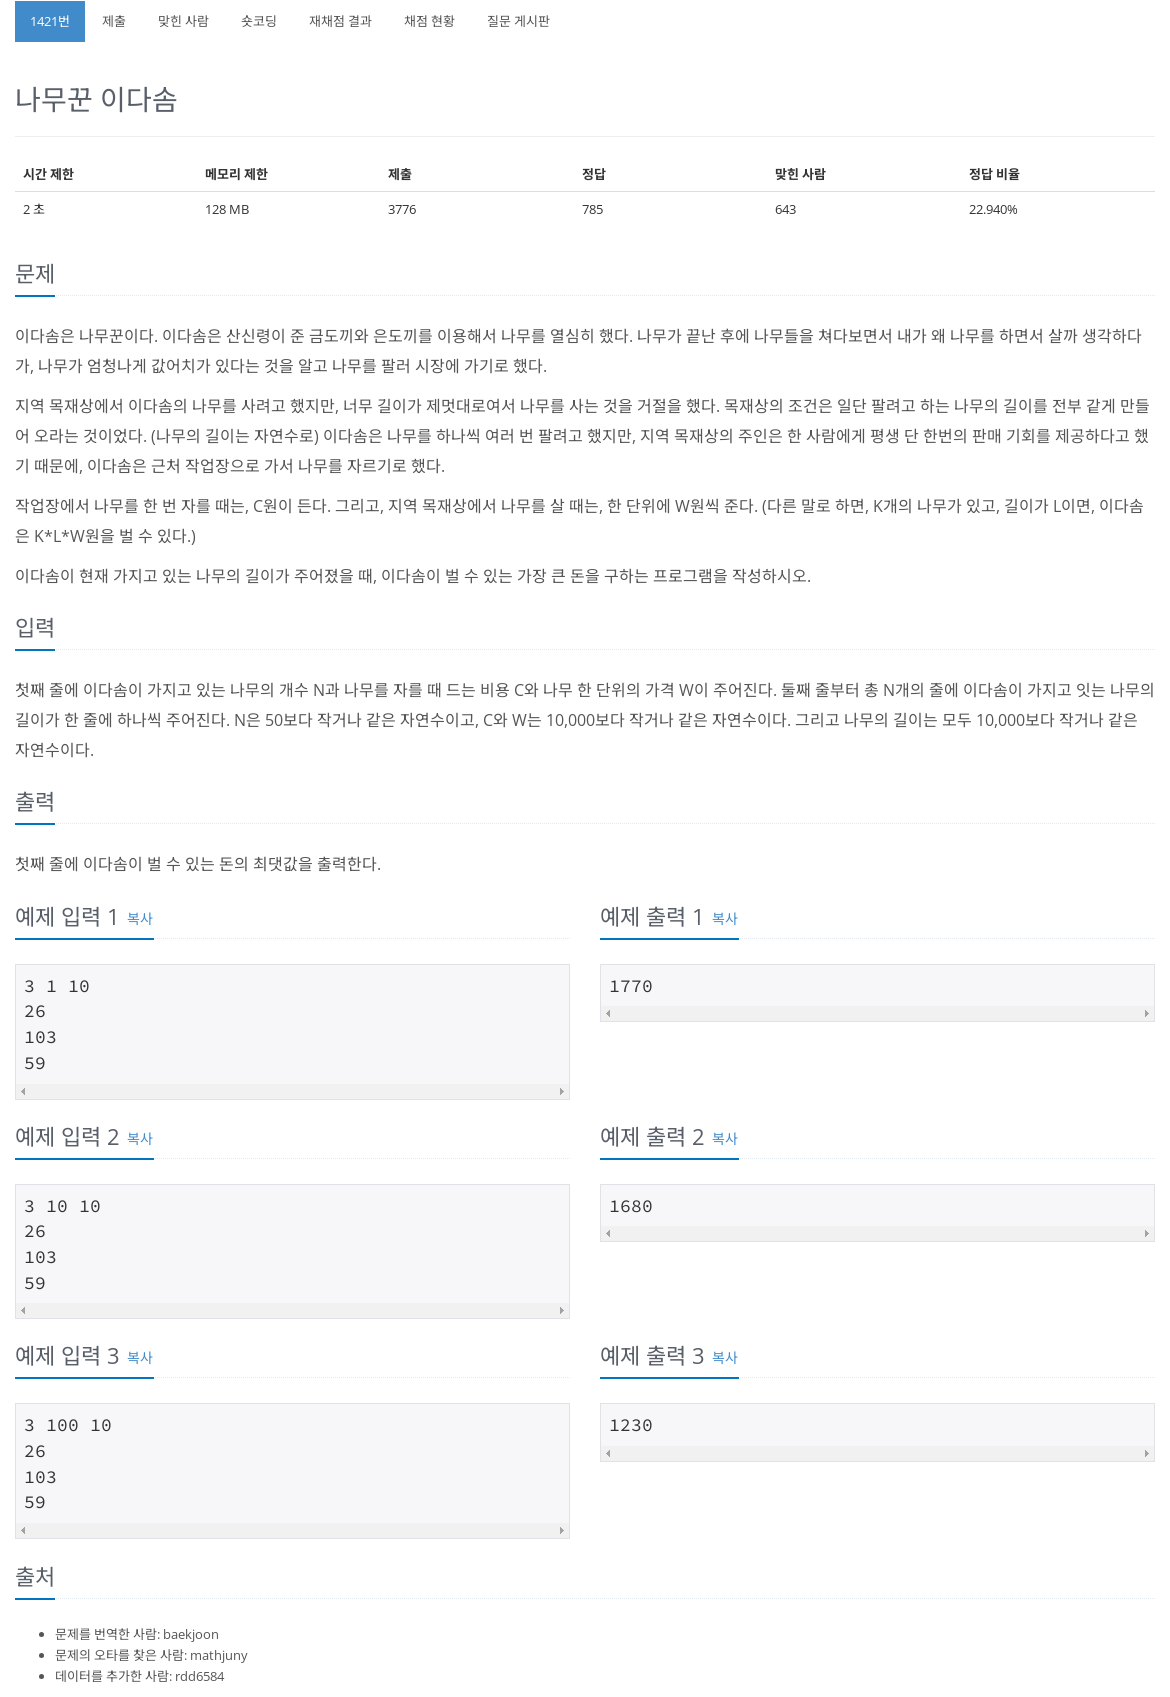 1421번 제출 맞힌 사람 숏코딩 재채점 결과 채점 현황 질문 게시판
나무꾼 이다솜
시간 제한 메모리 제한 제출 정답 맞힌 사람 정답 비율
2 초 128 MB 3776 785 643 22.940%
문제
이다솜은 나무꾼이다. 이다솜은 산신령이 준 금도끼와 은도끼를 이용해서 나무를 열심히 했다. 나무가 끝난 후에 나무들을 쳐다보면서 내가 왜 나무를 하면서 살까 생각하다
가, 나무가 엄청나게 값어치가 있다는 것을 알고 나무를 팔러 시장에 가기로 했다.
지역 목재상에서 이다솜의 나무를 사려고 했지만, 너무 길이가 제멋대로여서 나무를 사는 것을 거절을 했다. 목재상의 조건은 일단 팔려고 하는 나무의 길이를 전부 같게 만들
어 오라는 것이었다. (나무의 길이는 자연수로) 이다솜은 나무를 하나씩 여러 번 팔려고 했지만, 지역 목재상의 주인은 한 사람에게 평생 단 한번의 판매 기회를 제공하다고 했
기 때문에, 이다솜은 근처 작업장으로 가서 나무를 자르기로 했다.
작업장에서 나무를 한 번 자를 때는, C원이 든다. 그리고, 지역 목재상에서 나무를 살 때는, 한 단위에 W원씩 준다. (다른 말로 하면, K개의 나무가 있고, 길이가 L이면, 이다솜
은 K*L*W원을 벌 수 있다.)
이다솜이 현재 가지고 있는 나무의 길이가 주어졌을 때, 이다솜이 벌 수 있는 가장 큰 돈을 구하는 프로그램을 작성하시오.
입력
첫째 줄에 이다솜이 가지고 있는 나무의 개수 N과 나무를 자를 때 드는 비용 C와 나무 한 단위의 가격 W이 주어진다. 둘째 줄부터 총 N개의 줄에 이다솜이 가지고 잇는 나무의
길이가 한 줄에 하나씩 주어진다. N은 50보다 작거나 같은 자연수이고, C와 W는 10,000보다 작거나 같은 자연수이다. 그리고 나무의 길이는 모두 10,000보다 작거나 같은
자연수이다.
출력
첫째 줄에 이다솜이 벌 수 있는 돈의 최댓값을 출력한다.
예제 입력 1 복사
3 1 10
26
103
59
예제 출력 1 복사
1770
예제 입력 2 복사
3 10 10
26
103
59
예제 출력 2 복사
1680
예제 입력 3 복사
3 100 10
26
103
59
예제 출력 3 복사
1230
출처
문제를 번역한 사람: baekjoon
문제의 오타를 찾은 사람: mathjuny
데이터를 추가한 사람: rdd6584